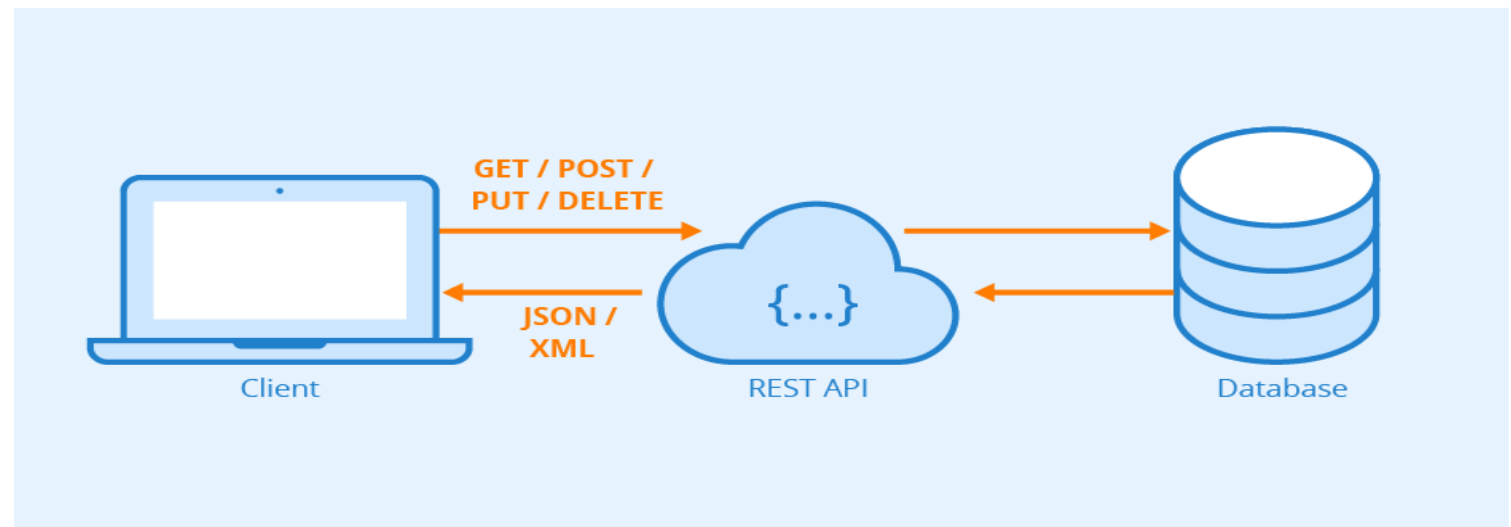 GET / POST /
PUT / DELETE
{...}
JSON /
XML
Client
REST API
Database